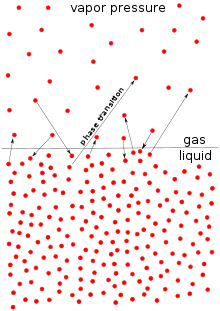 vapor pressure
phase transition
gas
liquid